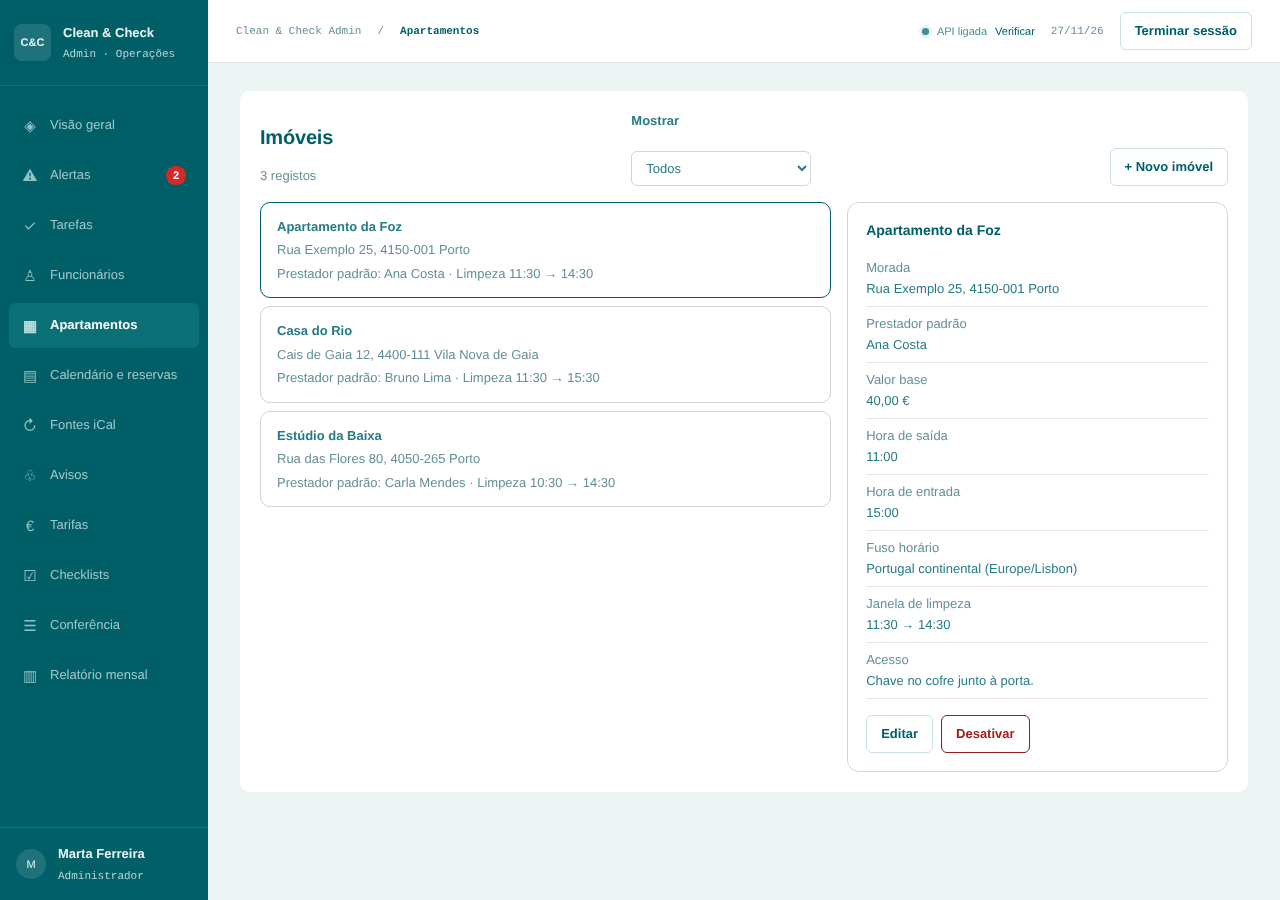 C&C
Clean & Check
Admin · Operações
Visão geral
Alertas
2
Tarefas
Funcionários
Apartamentos
Calendário e reservas
Fontes iCal
Avisos
€ Tarifas
Checklists
Conferência
Relatório mensal
M
Marta Ferreira
Administrador
Clean & Check Admin / Apartamentos
API ligada Verificar 27/11/26 Terminar sessão
Imóveis
3 registos
Mostrar
Todos
+ Novo imóvel
Apartamento da Foz
Rua Exemplo 25, 4150-001 Porto
Prestador padrão: Ana Costa · Limpeza 11:30 → 14:30
Casa do Rio
Cais de Gaia 12, 4400-111 Vila Nova de Gaia
Prestador padrão: Bruno Lima · Limpeza 11:30 → 15:30
Estúdio da Baixa
Rua das Flores 80, 4050-265 Porto
Prestador padrão: Carla Mendes · Limpeza 10:30 → 14:30
Apartamento da Foz
Morada
Rua Exemplo 25, 4150-001 Porto
Prestador padrão
Ana Costa
Valor base
40,00 €
Hora de saída
11:00
Hora de entrada
15:00
Fuso horário
Portugal continental (Europe/Lisbon)
Janela de limpeza
11:30 → 14:30
Acesso
Chave no cofre junto à porta.
Editar Desativar